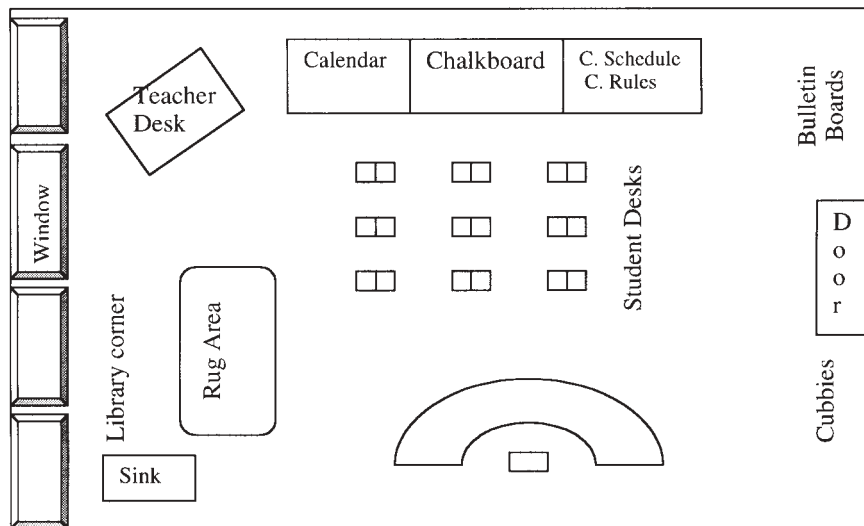 Calendar
Chalkboard
C. Schedule
C. Rules
Teacher
Desk
Bulletin
Boards
Window
Student Desks
D
o
o
r
Library corner
Rug Area
Cubbies
Sink